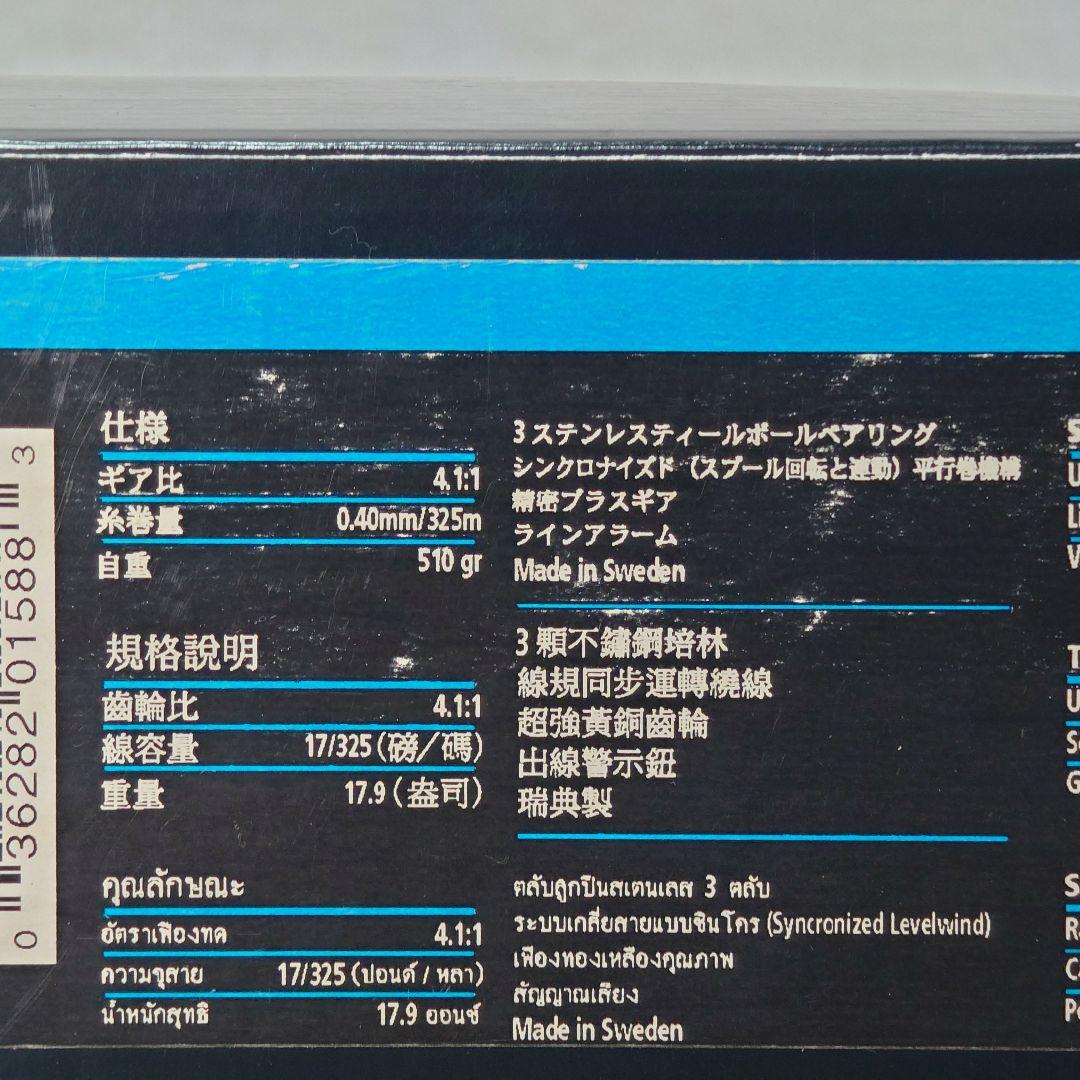 0 36282 01588 3
仕様
ギア比 4.1:1
糸巻量 0.40mm/325m
自重 510 gr
3 ステンレスティールボールベアリング
シンクロナイズド（スプール回転と連動）平行巻機構
精密ブラスギア
ラインアラーム
Made in Sweden
規格說明
齒輪比 4.1:1
線容量 17/325(磅／碼)
重量 17.9(盎司)
3 顆不鏽鋼培林
線規同步運轉繞線
超強黃銅齒輪
出線警示鈕
瑞典製
คุณลักษณะ
อัตราเฟืองทด 4.1:1
ความจุสาย 17/325 (ปอนด์ / หลา)
น้ำหนักสุทธิ 17.9 ออนซ์
ตลับลูกปืนสเตนเลส 3 ตลับ
ระบบเกลี่ยสายแบบซินโคร (Syncronized Levelwind)
เฟืองทองเหลืองคุณภาพ
สัญญาณเสียง
Made in Sweden